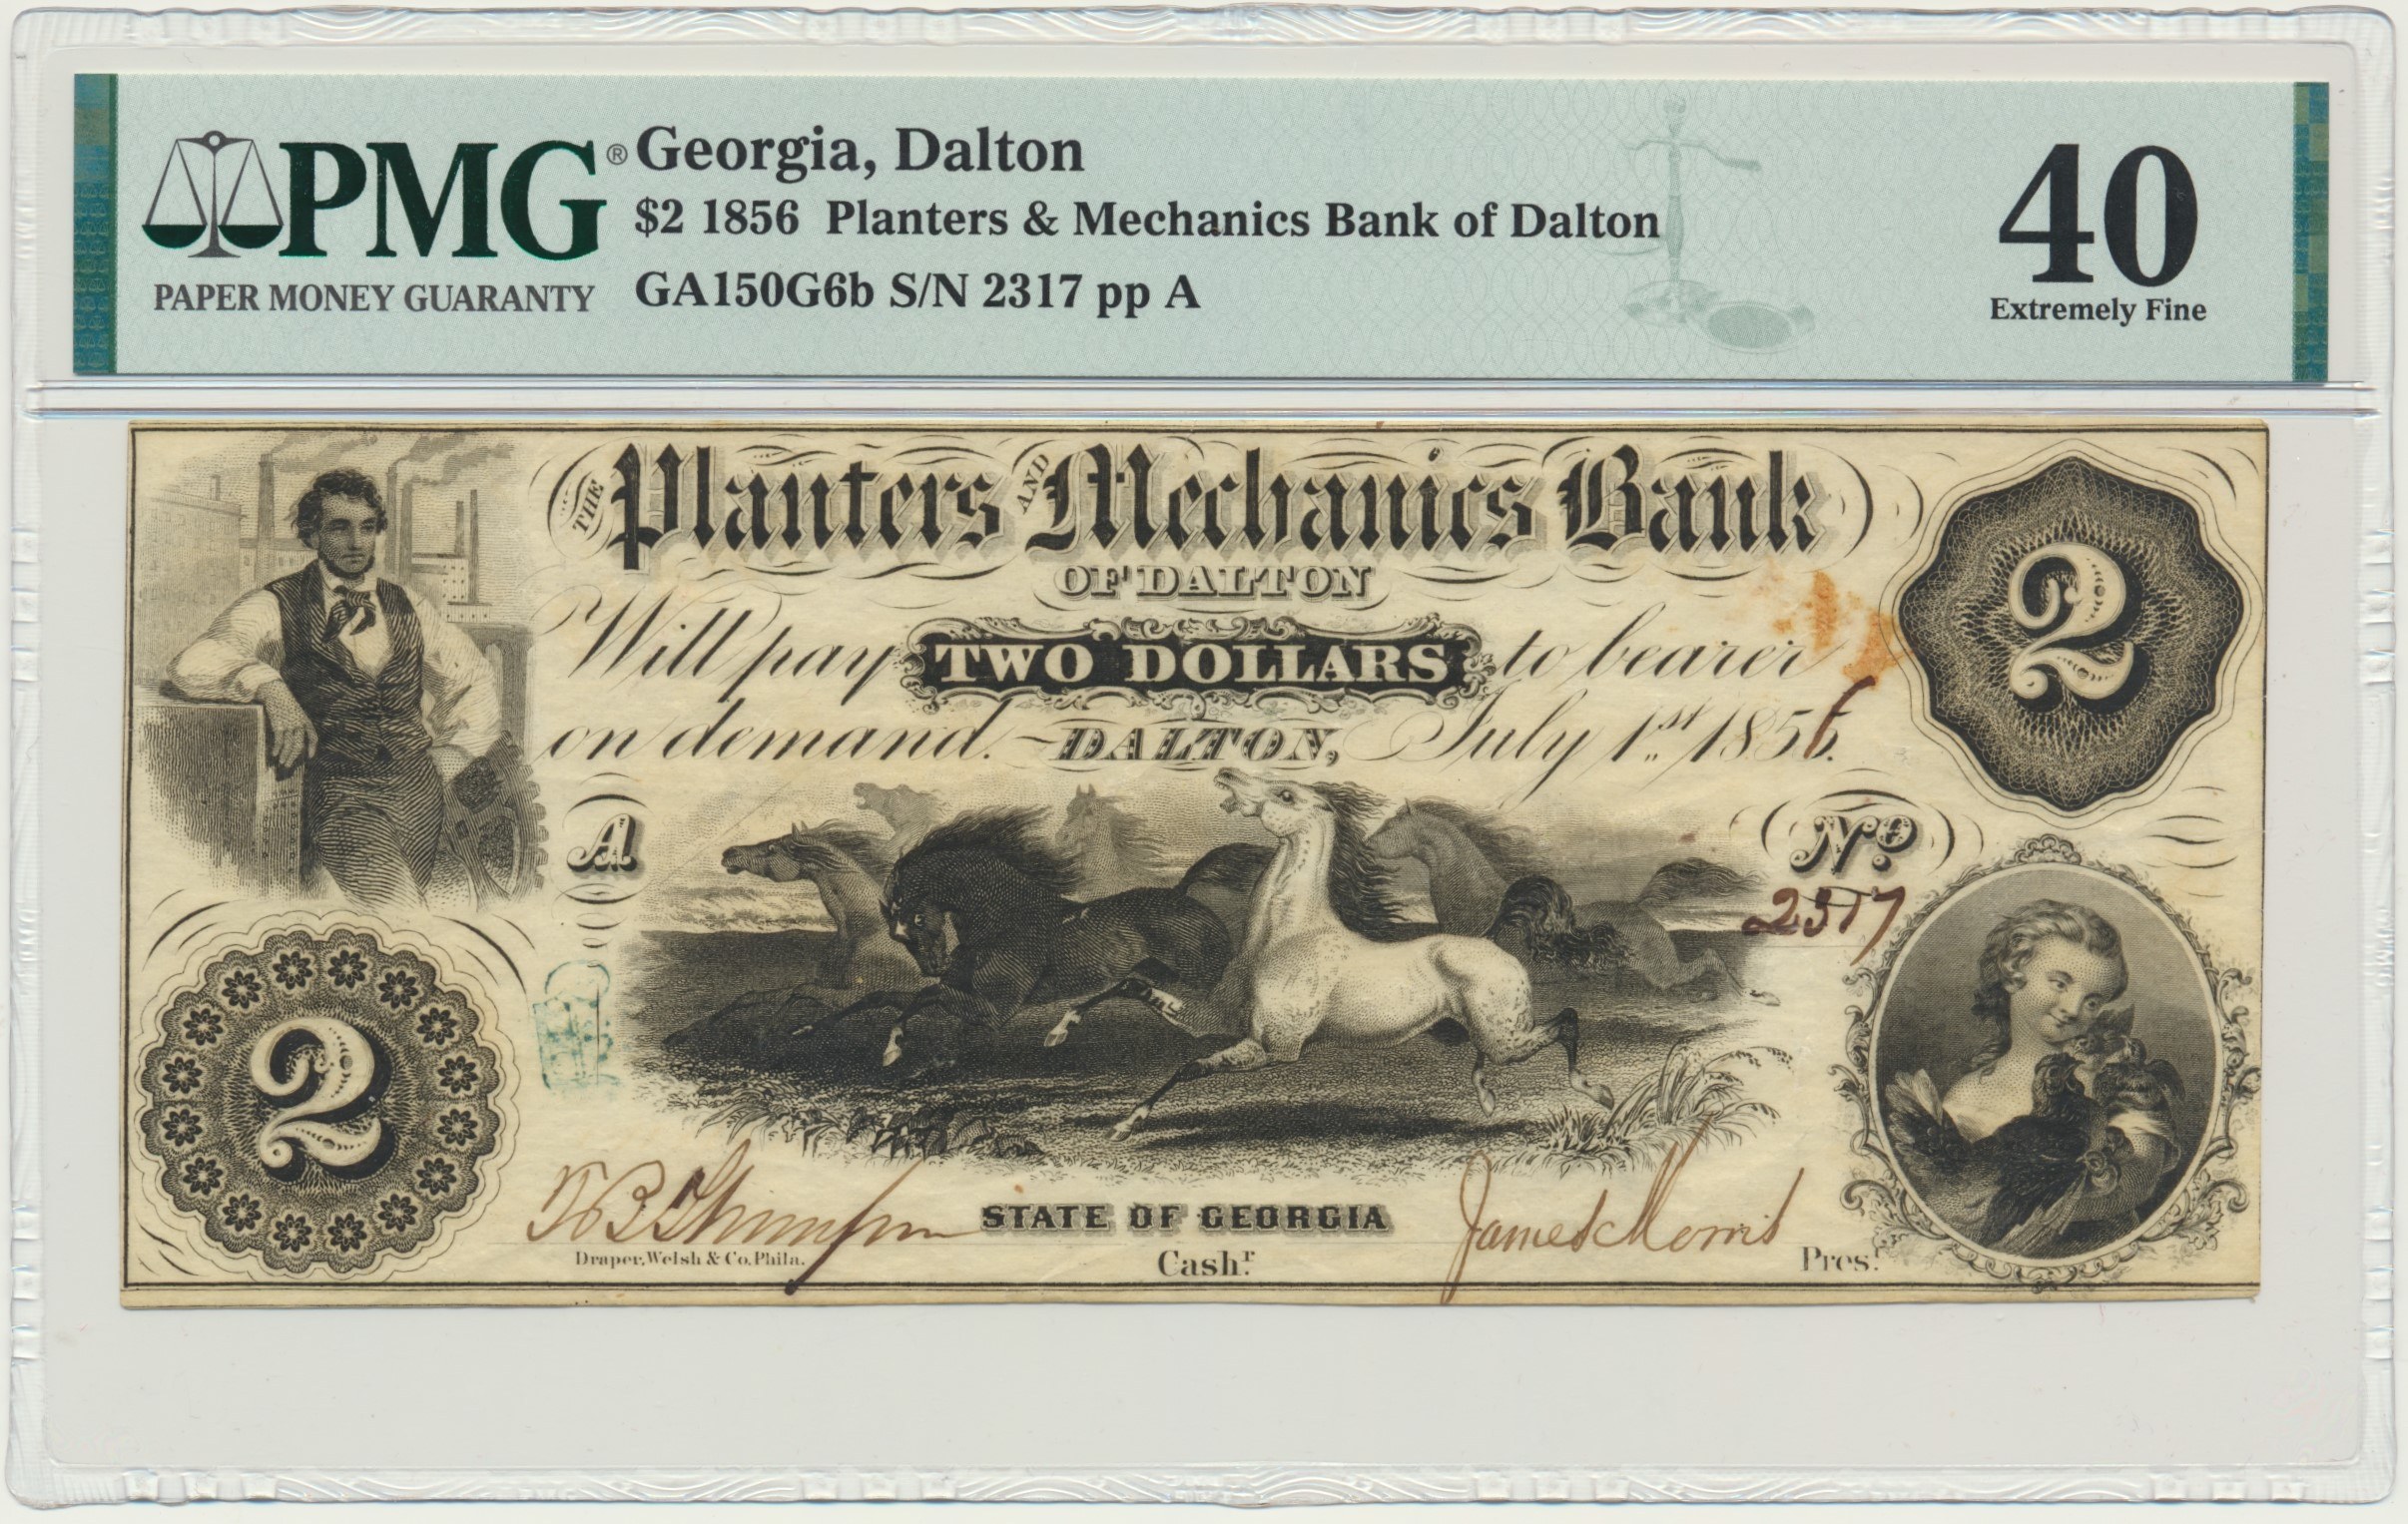 PMG®
PAPER MONEY GUARANTY
Georgia, Dalton
$2 1856 Planters & Mechanics Bank of Dalton
GA150G6b S/N 2317 pp A
40
Extremely Fine
THE Planters AND Mechanics Bank
OF DALTON
Will pay TWO DOLLARS to bearer
on demand. DALTON, July 1st 1856.
2
A
No.
2317
2
STATE OF GEORGIA
James Morris
Draper, Welsh & Co. Phila.
Cashr.
Pres.t